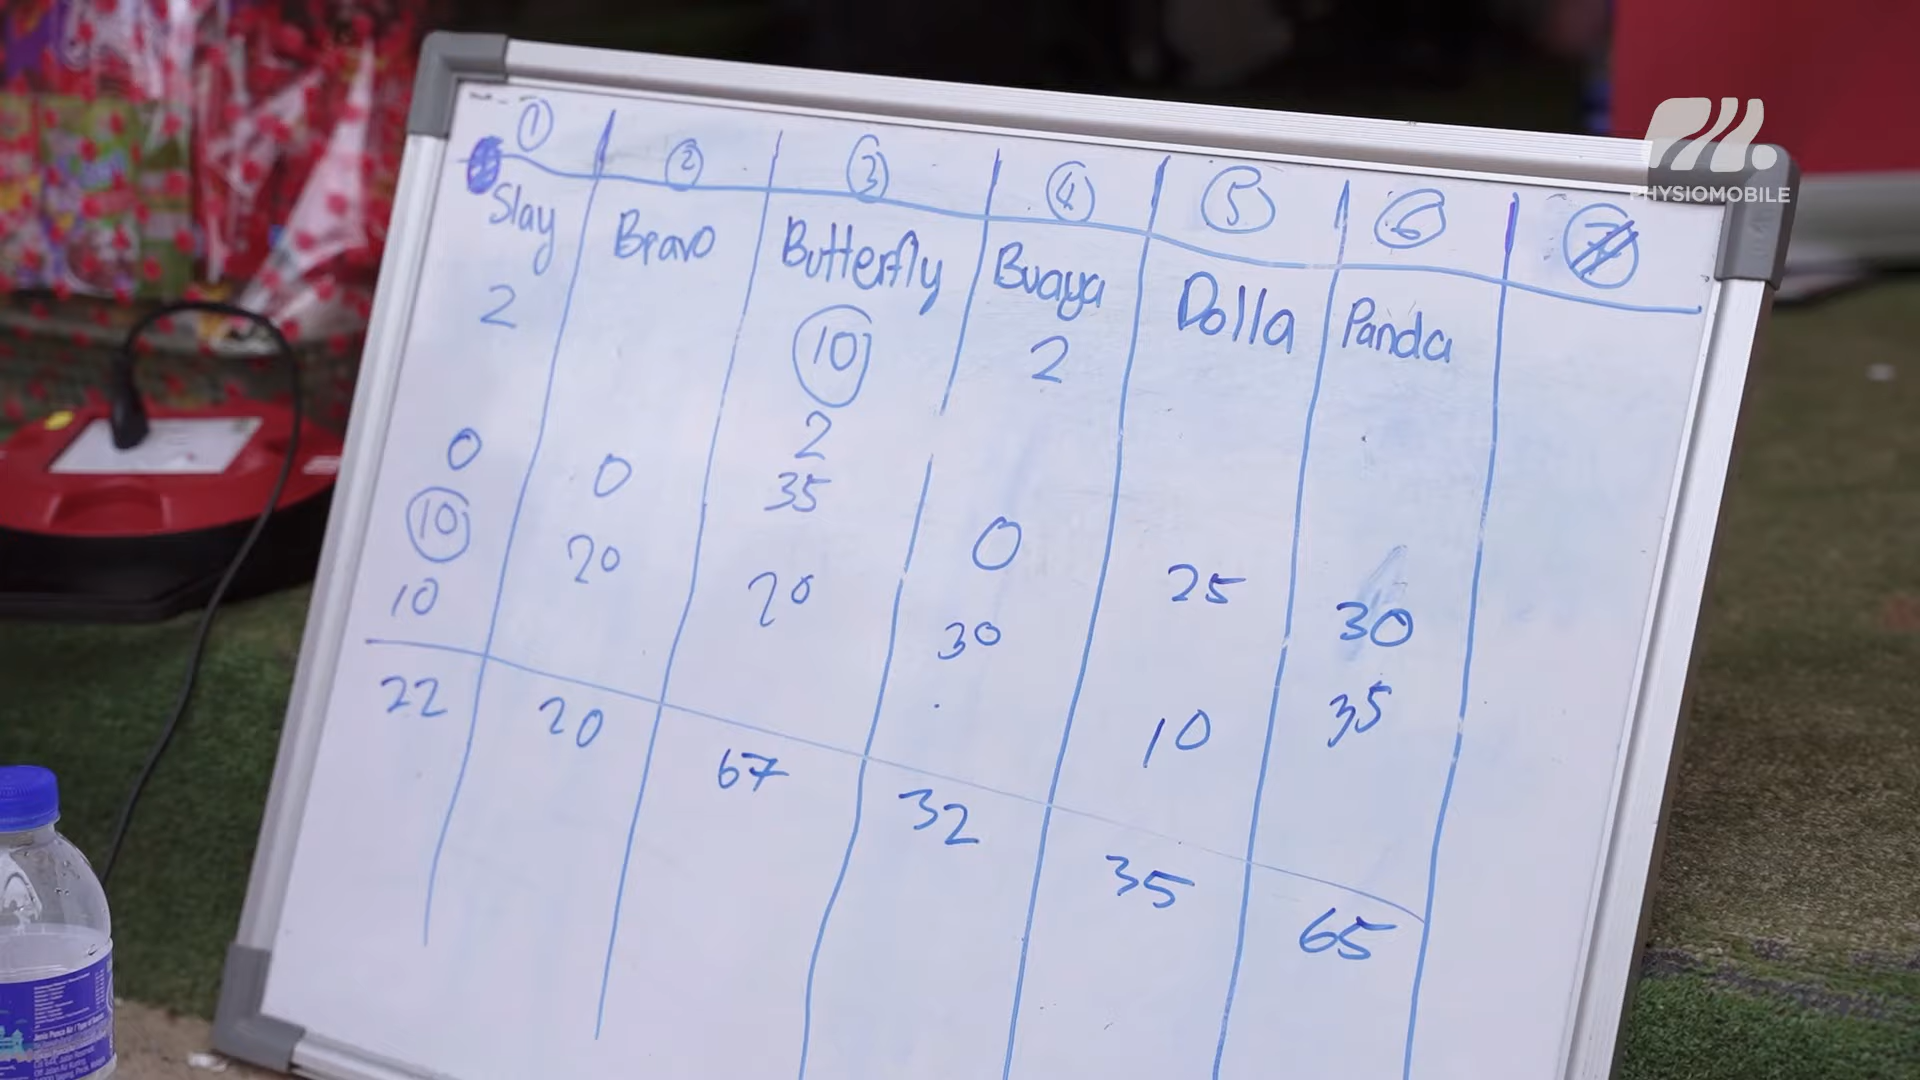 PHYSIOMOBILE
1 2 3 4 5 6 7
Slay Bravo Butterfly Buaya Dolla Panda
2 10 2
2
0 0 35 0 25 30
10 20 20 30 10 35
10
22 20 67 32 35 65